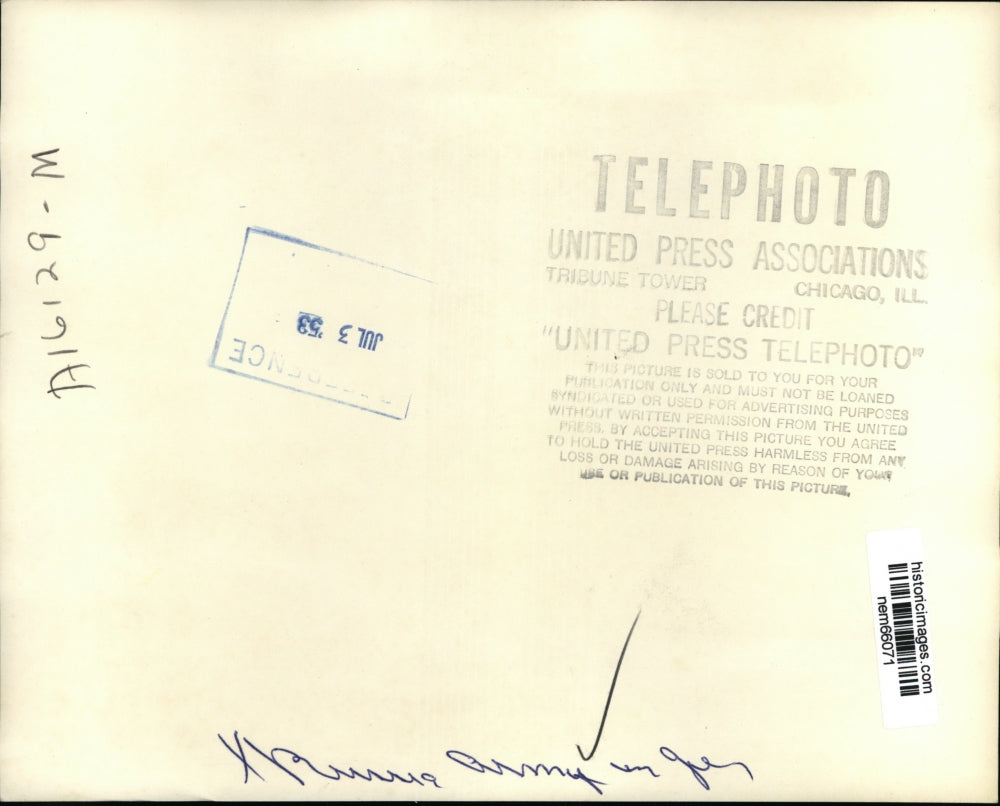 A16129-M
TELEPHOTO
UNITED PRESS ASSOCIATIONS
TRIBUNE TOWER CHICAGO, ILL.
PLEASE CREDIT
"UNITED PRESS TELEPHOTO"
THIS PICTURE IS SOLD TO YOU FOR YOUR
PUBLICATION ONLY AND MUST NOT BE LOANED
SYNDICATED OR USED FOR ADVERTISING PURPOSES
WITHOUT WRITTEN PERMISSION FROM THE UNITED
PRESS. BY ACCEPTING THIS PICTURE YOU AGREE
TO HOLD THE UNITED PRESS HARMLESS FROM ANY
LOSS OR DAMAGE ARISING BY REASON OF YOUR
USE OR PUBLICATION OF THIS PICTURE.
JUL 3 '53
historicimages.com
nem66071
X Russia Army in Ger